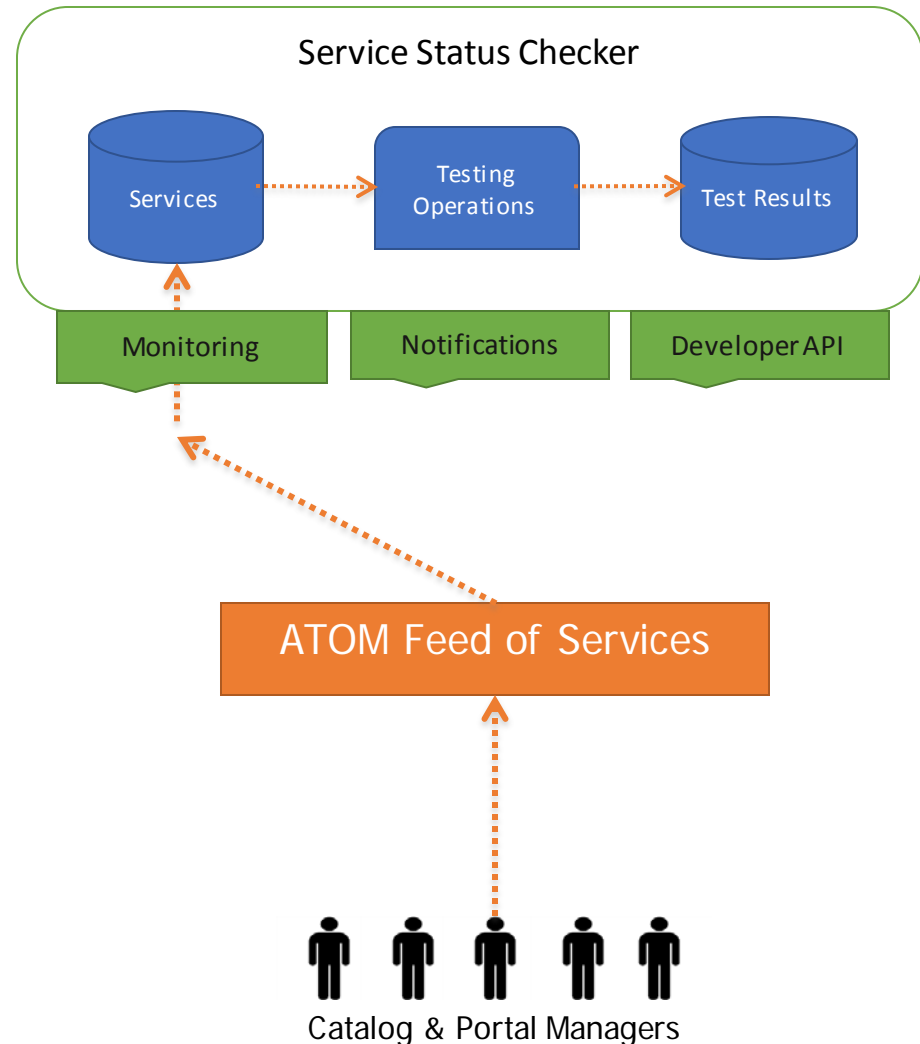 Service Status Checker
Services
Testing
Operations
Test Results
Monitoring
Notifications
Developer API
ATOM Feed of Services
Catalog & Portal Managers